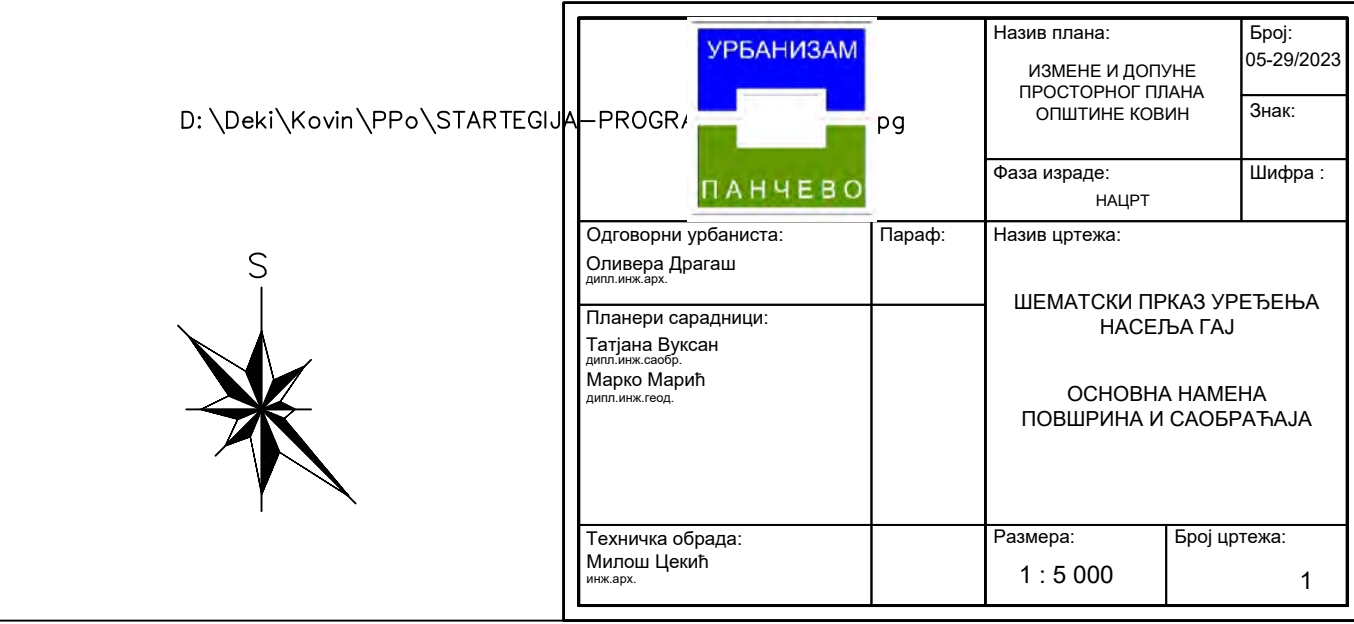 D:\Deki\Kovin\PPo\STARTEGIJA-PROGRA
pg
S
УРБАНИЗАМ
ПАНЧЕВО
Назив плана:
ИЗМЕНЕ И ДОПУНЕ
ПРОСТОРНОГ ПЛАНА
ОПШТИНЕ КОВИН
Број:
05-29/2023
Знак:
Фаза израде:
НАЦРТ
Шифра :
Одговорни урбаниста:
Оливера Драгаш
дипл.инж.арх.
Параф:
Планери сарадници:
Татјана Вуксан
дипл.инж.саобр.
Марко Марић
дипл.инж.геод.
Техничка обрада:
Милош Цекић
инж.арх.
Назив цртежа:
ШЕМАТСКИ ПРКАЗ УРЕЂЕЊА
НАСЕЉА ГАЈ
ОСНОВНА НАМЕНА
ПОВШРИНА И САОБРАЋАЈА
Размера:
1 : 5 000
Број цртежа:
1